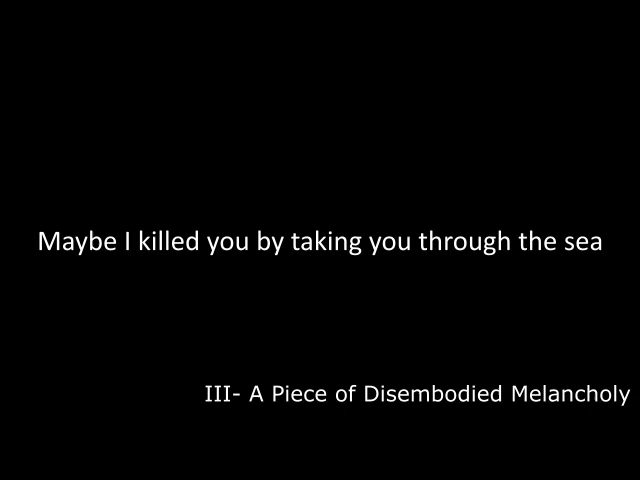 Maybe I killed you by taking you through the sea
III- A Piece of Disembodied Melancholy